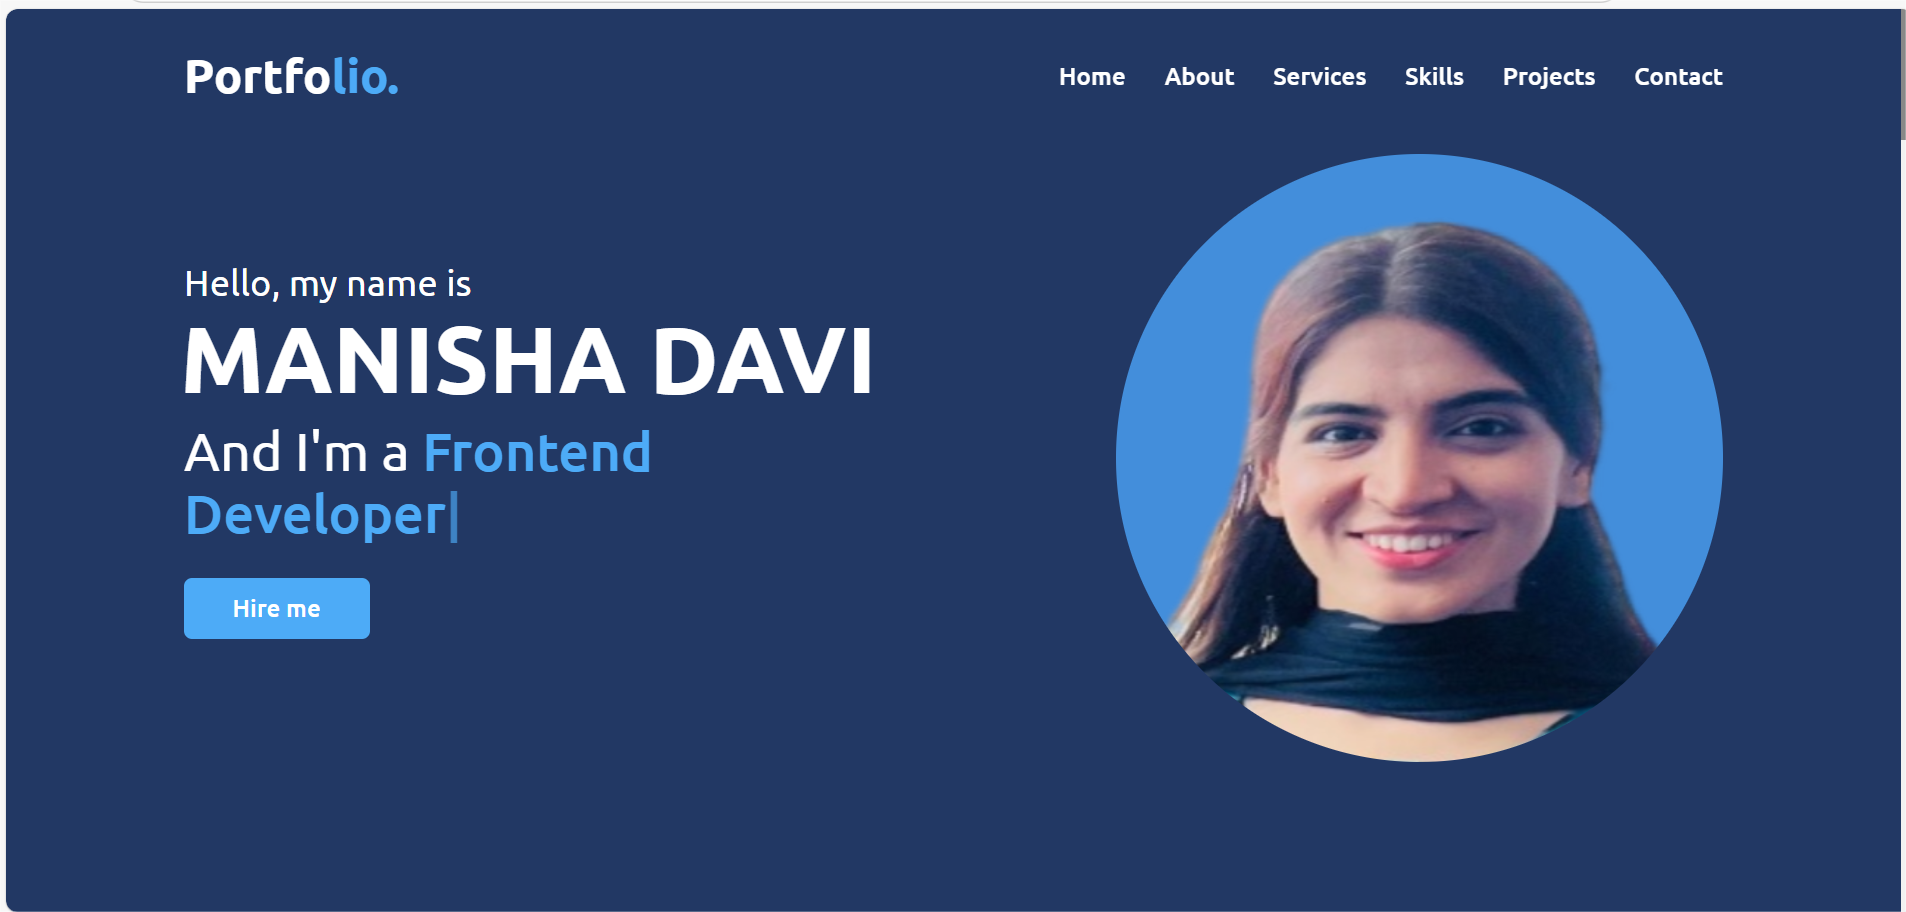 Portfolio.
Home About Services Skills Projects Contact
Hello, my name is
MANISHA DAVI
And I'm a Frontend
Developer|
Hire me